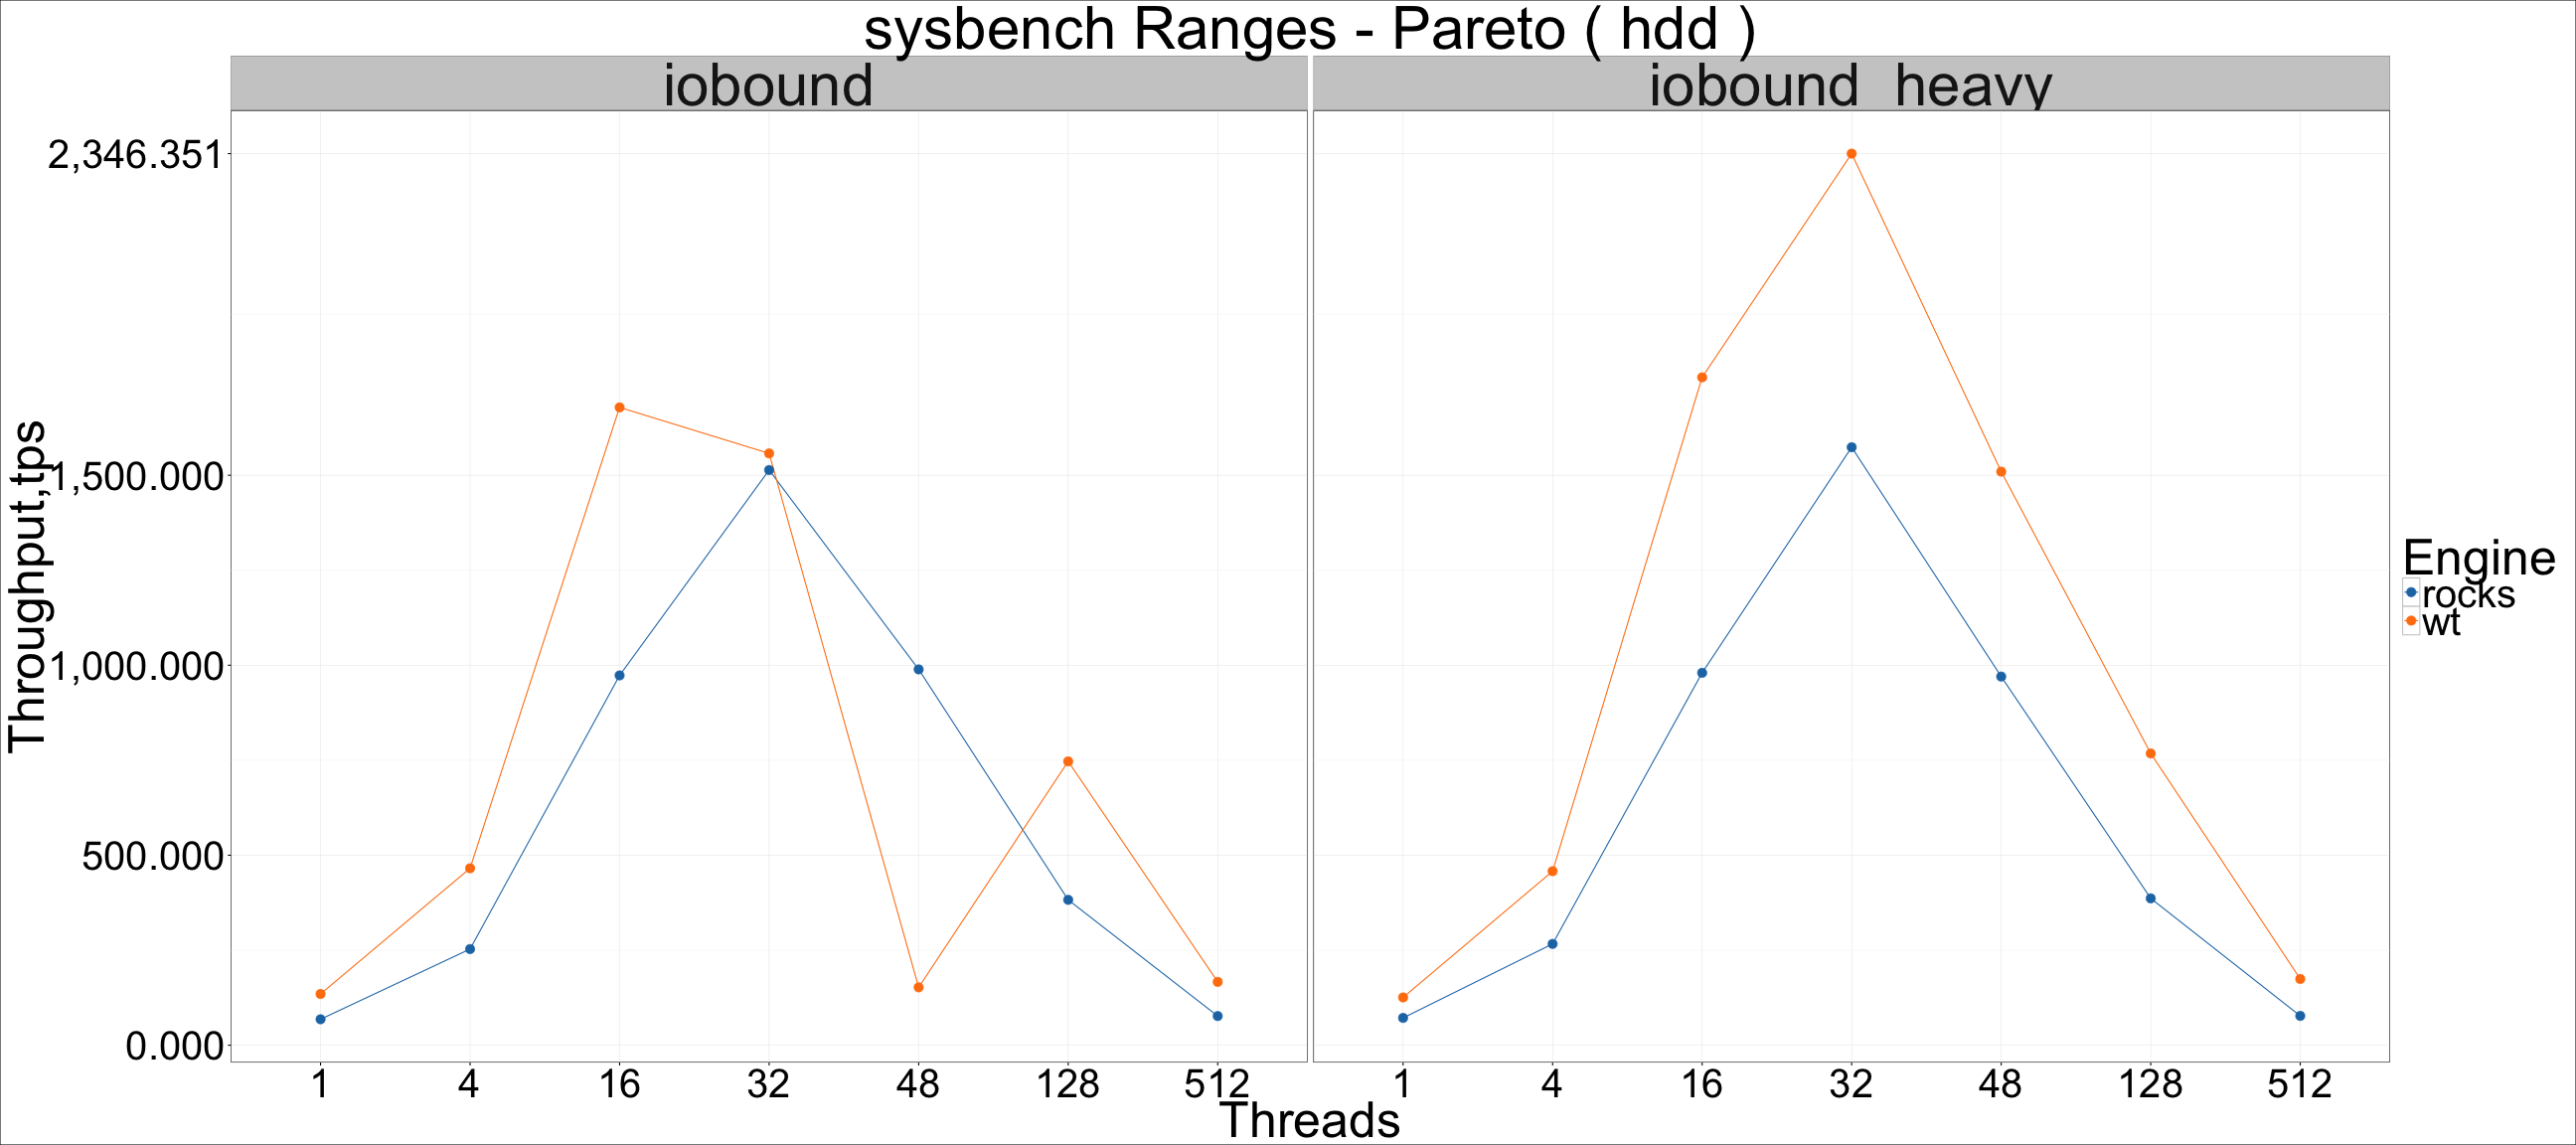 sysbench Ranges - Pareto ( hdd )
iobound
iobound heavy
2,346.351
1,500.000
1,000.000
500.000
0.000
Throughput,tps
1 4 16 32 48 128 512
1 4 16 32 48 128 512
Threads
Engine
rocks
wt